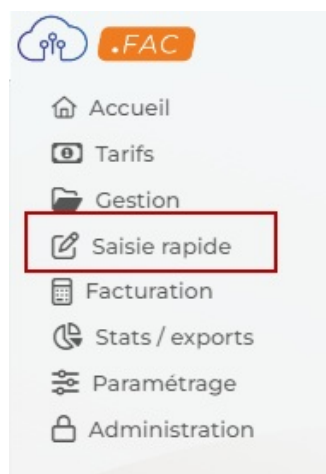 .FAC
Accueil
Tarifs
Gestion
Saisie rapide
Facturation
Stats / exports
Paramétrage
Administration